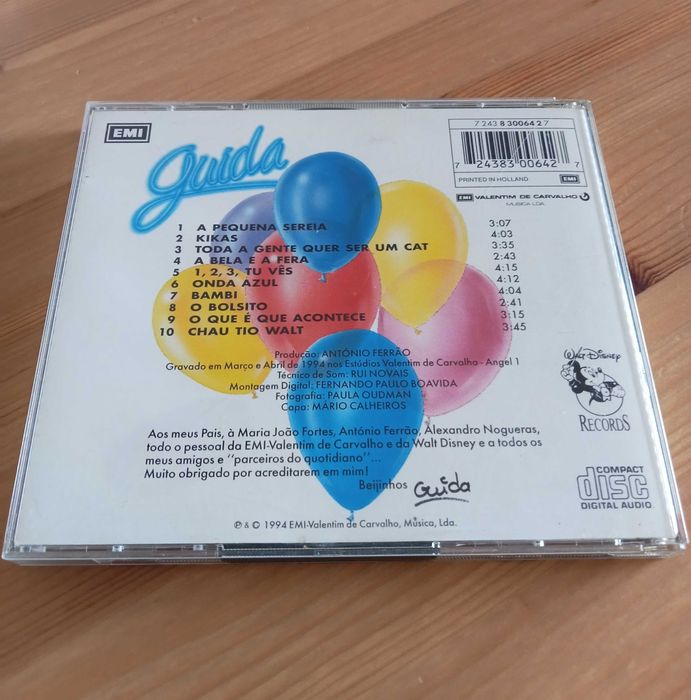 EMI
guida
7 243 8 30064 2 7
7 24383 00642 7
PRINTED IN HOLLAND EMI
EMI VALENTIM DE CARVALHO
MÚSICA LDA.
1 A PEQUENA SEREIA 3:07
2 KIKAS 4:03
3 TODA A GENTE QUER SER UM CAT 3:35
4 A BELA E A FERA 2:43
5 1, 2, 3, TU VÊS 4:15
6 ONDA AZUL 4:12
7 BAMBI 4:04
8 O BOLSITO 2:41
9 O QUE É QUE ACONTECE 3:15
10 CHAU TIO WALT 3:45
Produção: ANTÓNIO FERRÃO
Gravado em Março e Abril de 1994 nos Estúdios Valentim de Carvalho - Angel 1
Técnico de Som: RUI NOVAIS
Montagem Digital: FERNANDO PAULO BOAVIDA
Fotografia: PAULA OUDMAN
Capa: MÁRIO CALHEIROS
WALT DISNEY
RECORDS
Aos meus Pais, à Maria João Fortes, António Ferrão, Alexandro Nogueras,
todo o pessoal da EMI-Valentim de Carvalho e da Walt Disney e a todos os
meus amigos e "parceiros do quotidiano"...
Muito obrigado por acreditarem em mim!
Beijinhos Guida
COMPACT
disc
DIGITAL AUDIO
℗ & © 1994 EMI-Valentim de Carvalho, Música, Lda.